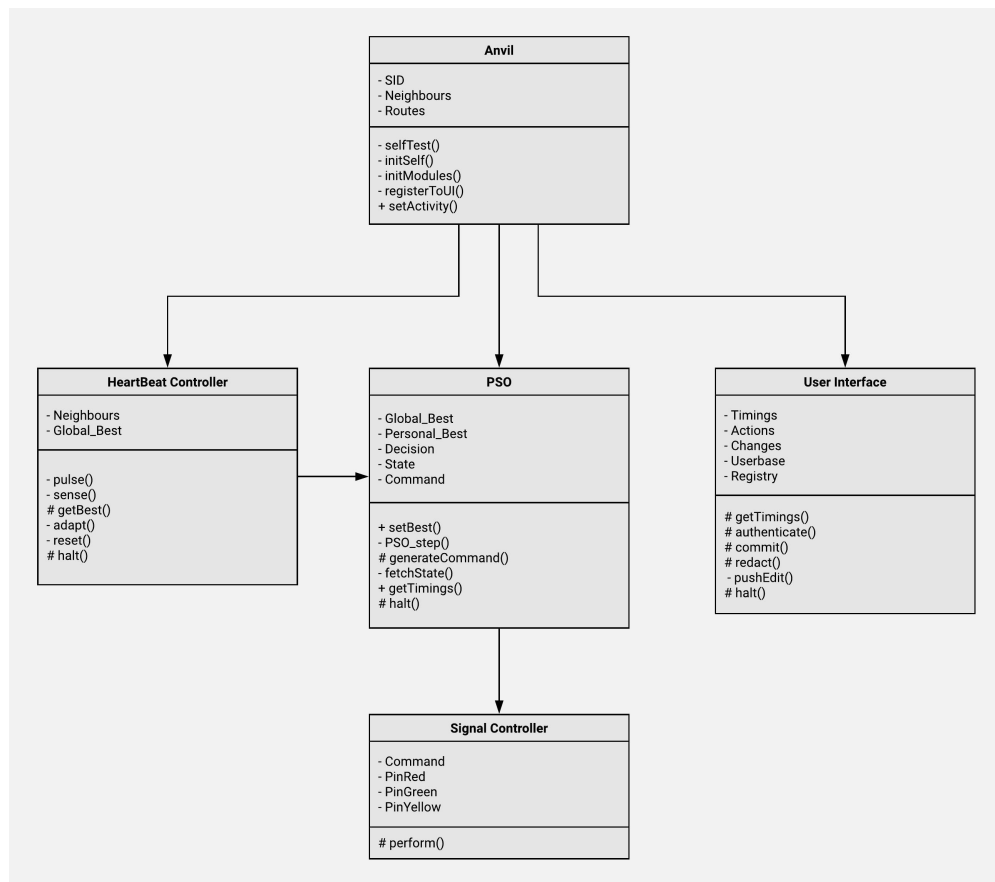 Anvil
- SID
- Neighbours
- Routes
- selfTest()
- initSelf()
- initModules()
- registerToUI()
+ setActivity()
HeartBeat Controller
- Neighbours
- Global_Best
- pulse()
- sense()
# getBest()
- adapt()
- reset()
# halt()
PSO
- Global_Best
- Personal_Best
- Decision
- State
- Command
+ setBest()
- PSO_step()
# generateCommand()
- fetchState()
+ getTimings()
# halt()
User Interface
- Timings
- Actions
- Changes
- Userbase
- Registry
# getTimings()
# authenticate()
# commit()
# redact()
- pushEdit()
# halt()
Signal Controller
- Command
- PinRed
- PinGreen
- PinYellow
# perform()